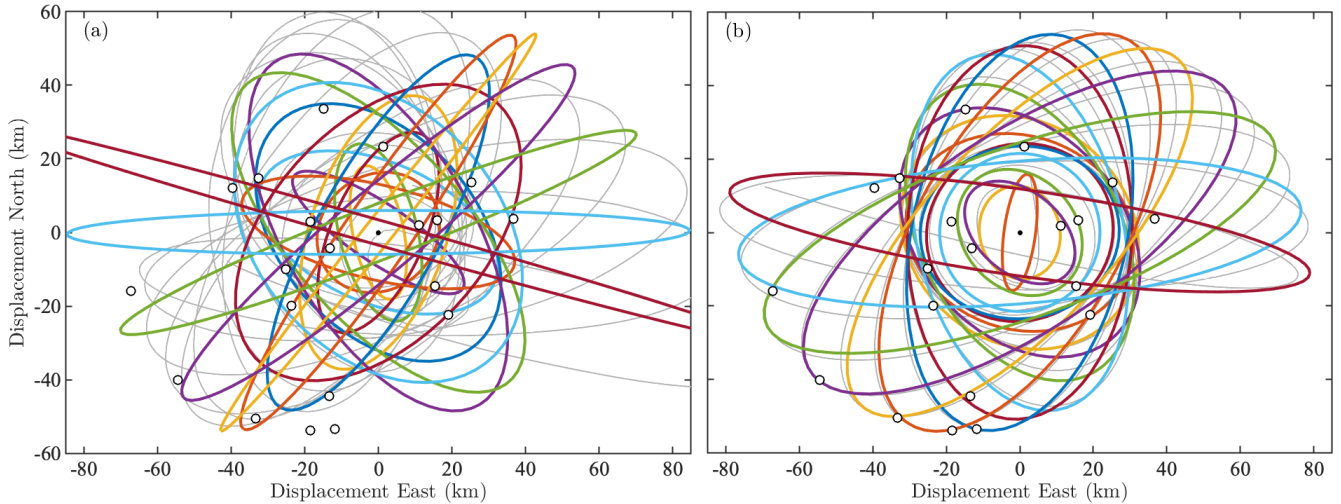 (a)
(b)
60
40
20
0
-20
-40
-60
Displacement North (km)
-80 -60 -40 -20 0 20 40 60 80
-80 -60 -40 -20 0 20 40 60 80
Displacement East (km)
Displacement East (km)